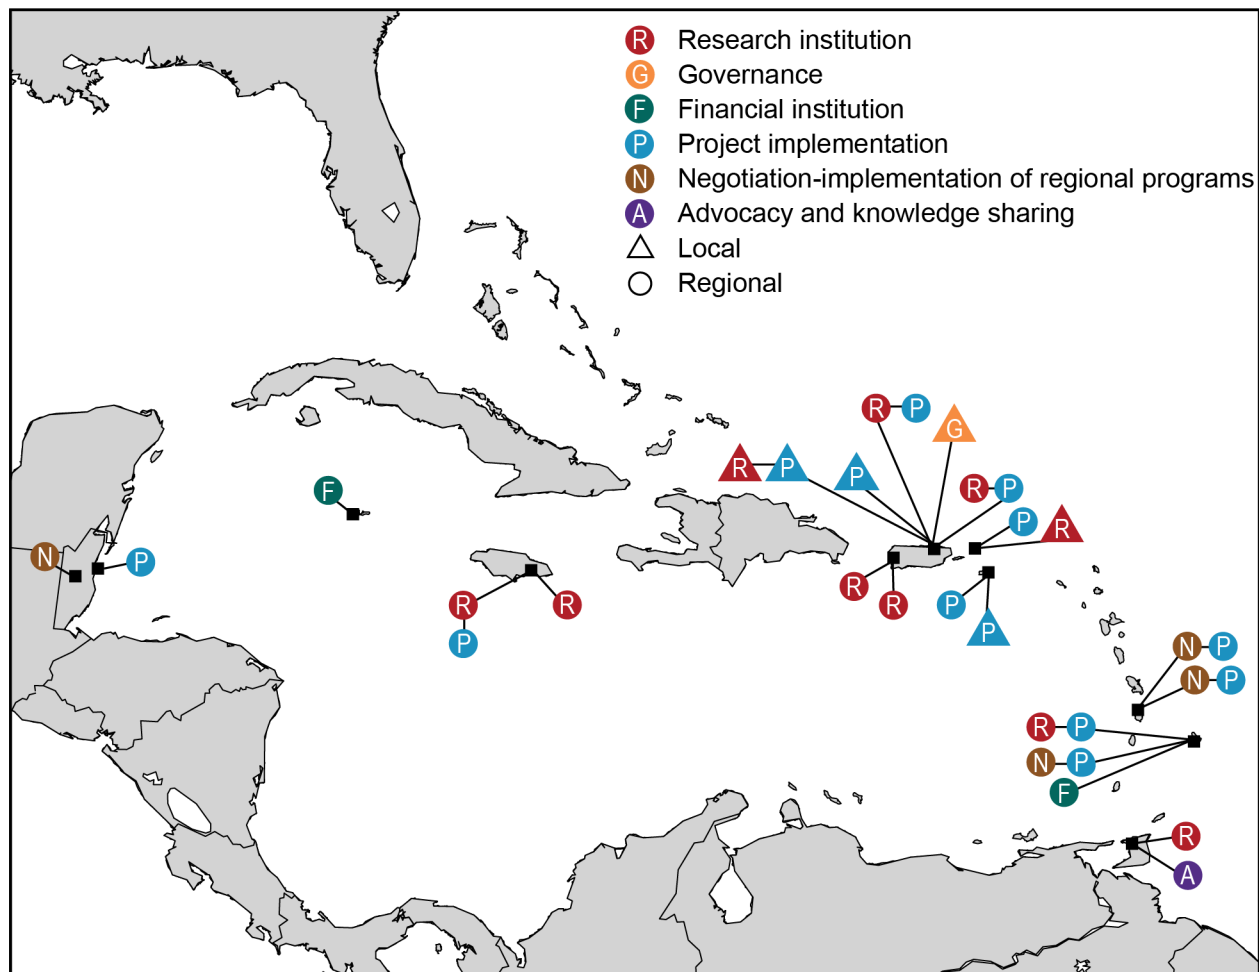 R Research institution
G Governance
F Financial institution
P Project implementation
N Negotiation-implementation of regional programs
A Advocacy and knowledge sharing
Local
Regional
R P
G
R P P
F
R P
P R
N P
R R P
R R P
P
P
N P
N P
R P
N P
F
R
A